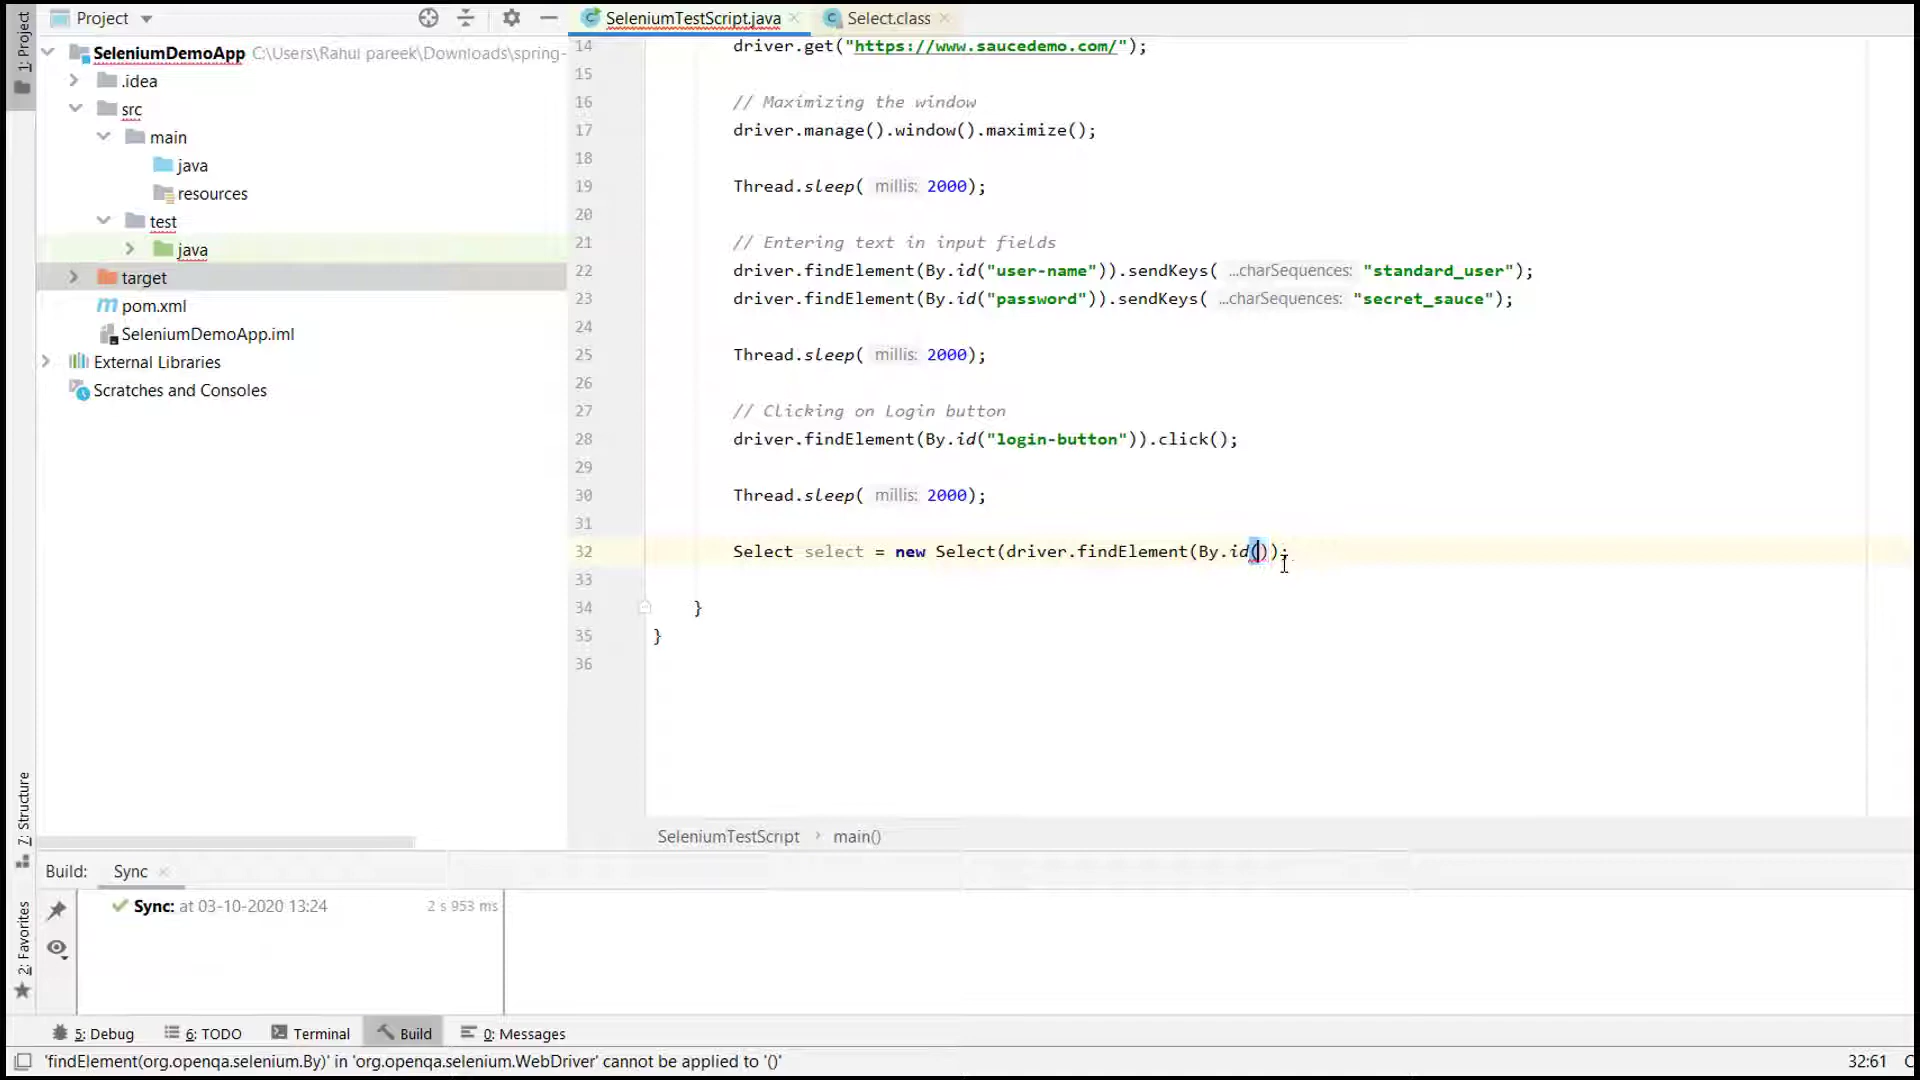 1: Project
Project
SeleniumDemoApp C:\Users\Rahul pareek\Downloads\spring-
.idea
src
main
java
resources
test
java
target
pom.xml
SeleniumDemoApp.iml
External Libraries
Scratches and Consoles
SeleniumTestScript.java
Select.class
14 driver.get("https://www.saucedemo.com/");
15
16 // Maximizing the window
17 driver.manage().window().maximize();
18
19 Thread.sleep( millis: 2000);
20
21 // Entering text in input fields
22 driver.findElement(By.id("user-name")).sendKeys( ...charSequences: "standard_user");
23 driver.findElement(By.id("password")).sendKeys( ...charSequences: "secret_sauce");
24
25 Thread.sleep( millis: 2000);
26
27 // Clicking on Login button
28 driver.findElement(By.id("login-button")).click();
29
30 Thread.sleep( millis: 2000);
31
32 Select select = new Select(driver.findElement(By.id()));
33
34 }
35 }
36
SeleniumTestScript › main()
7: Structure
2: Favorites
Build: Sync
Sync: at 03-10-2020 13:24 2 s 953 ms
5: Debug 6: TODO Terminal Build 0: Messages
'findElement(org.openqa.selenium.By)' in 'org.openqa.selenium.WebDriver' cannot be applied to '()'
32:61